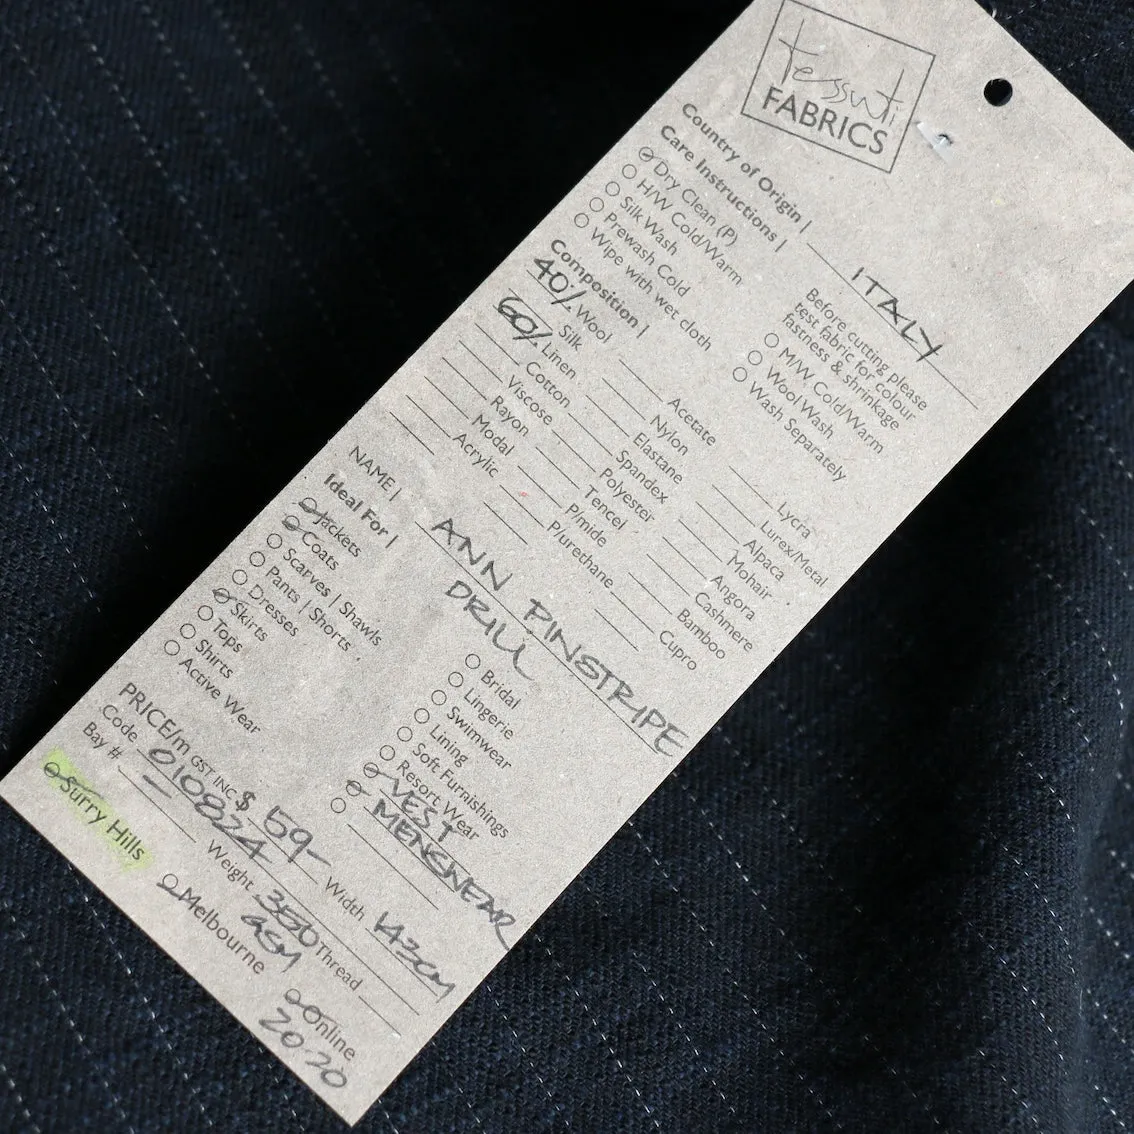 tessuti
FABRICS
Country of Origin | ITALY
Care Instructions |
Dry Clean (P)
H/W Cold/Warm
Silk Wash
Prewash Cold
Wipe with wet cloth
Before cutting please
test fabric for colour
fastness & shrinkage
M/W Cold/Warm
Wool Wash
Wash Separately
Composition |
40% Wool
Silk
60% Linen
Cotton
Viscose
Rayon
Modal
Acrylic
Acetate
Nylon
Elastane
Spandex
Polyester
Tencel
P/mide
P/urethane
Lycra
Lurex/Metal
Alpaca
Mohair
Angora
Cashmere
Bamboo
Cupro
NAME | ANN PINSTRIPE
DRILL
Ideal For |
Jackets
Coats
Scarves | Shawls
Pants | Shorts
Dresses
Skirts
Tops
Shirts
Active Wear
Bridal
Lingerie
Swimwear
Lining
Soft Furnishings
Resort Wear
VEST
MENSWEAR
PRICE/m GST INC $ 59- Width 143CM
Code 010824 Weight 350 Thread
GSM
Bay #
Surry Hills
Melbourne
Online
20.20